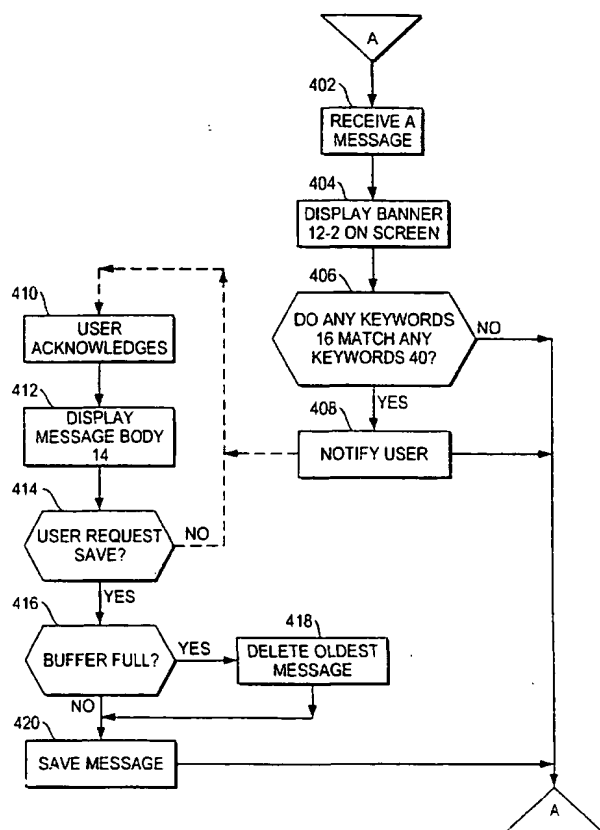 A
402
RECEIVE A
MESSAGE
404
DISPLAY BANNER
12-2 ON SCREEN
406
DO ANY KEYWORDS
16 MATCH ANY
KEYWORDS 40?
NO
YES
408
NOTIFY USER
410
USER
ACKNOWLEDGES
412
DISPLAY
MESSAGE BODY
14
414
USER REQUEST
SAVE?
NO
YES
416
BUFFER FULL?
YES
418
DELETE OLDEST
MESSAGE
NO
420
SAVE MESSAGE
A